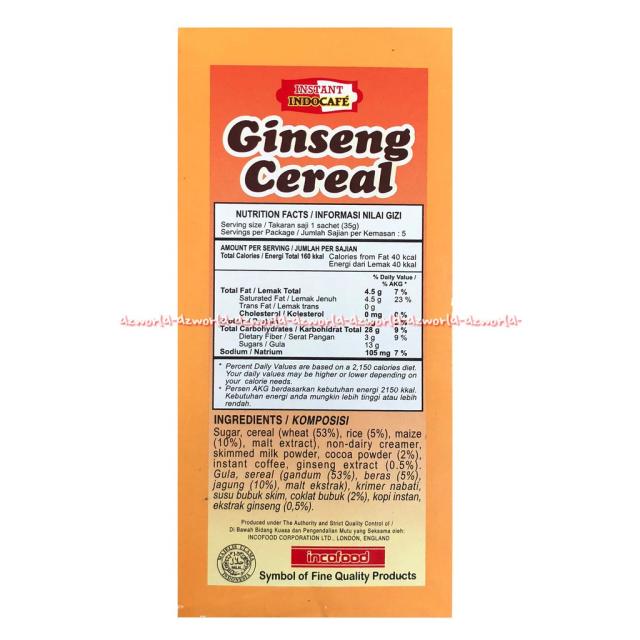 INSTANT
INDOCAFÉ
Ginseng
Cereal
NUTRITION FACTS / INFORMASI NILAI GIZI
Serving size / Takaran saji 1 sachet (35g)
Servings per Package / Jumlah Sajian per Kemasan : 5
AMOUNT PER SERVING / JUMLAH PER SAJIAN
Total Calories / Energi Total 160 kkal Calories from Fat 40 kcal
Energi dari Lemak 40 kkal
% Daily Value /
% AKG *
Total Fat / Lemak Total 4.5 g 7 %
Saturated Fat / Lemak Jenuh 4.5 g 23 %
Trans Fat / Lemak trans 0 g
Cholesterol / Kolesterol 0 mg 0 %
azworld-azworld-azworld-azworld-azworld-azworld-
Total Carbohydrates / Karbohidrat Total 28 g 9 %
Dietary Fiber / Serat Pangan 3 g 9 %
Sugars / Gula 13 g
Sodium / Natrium 105 mg 7 %
* Percent Daily Values are based on a 2,150 calories diet.
Your daily values may be higher or lower depending on
your calorie needs.
* Persen AKG berdasarkan kebutuhan energi 2150 kkal.
Kebutuhan energi anda mungkin lebih tinggi atau lebih
rendah.
INGREDIENTS / KOMPOSISI
Sugar, cereal (wheat (53%), rice (5%), maize
(10%), malt extract), non-dairy creamer,
skimmed milk powder, cocoa powder (2%),
instant coffee, ginseng extract (0.5%).
Gula, sereal (gandum (53%), beras (5%),
jagung (10%), malt ekstrak), krimer nabati,
susu bubuk skim, coklat bubuk (2%), kopi instan,
ekstrak ginseng (0,5%).
Produced under The Authority and Strict Quality Control of /
Di Bawah Bidang Kuasa dan Pengendalian Mutu yang Seksama oleh:
INCOFOOD CORPORATION LTD., LONDON, ENGLAND
MAJELIS ULAMA
HALAL
INDONESIA
incofood
Symbol of Fine Quality Products